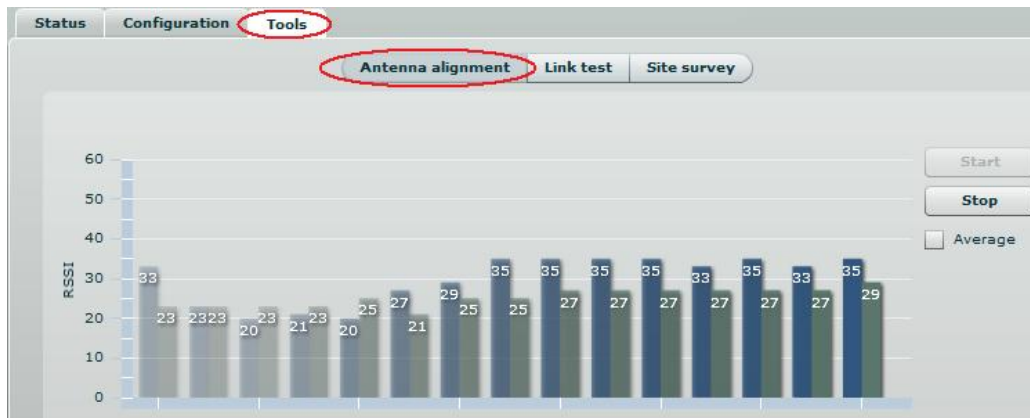 Status Configuration Tools
Antenna alignment Link test Site survey
Start
Stop
Average
RSSI
60
50
40
30
20
10
0
33 23 23 23 20 23 21 23 20 25 27 21 29 25 35 25 35 27 35 27 35 27 33 27 35 27 33 27 35 29